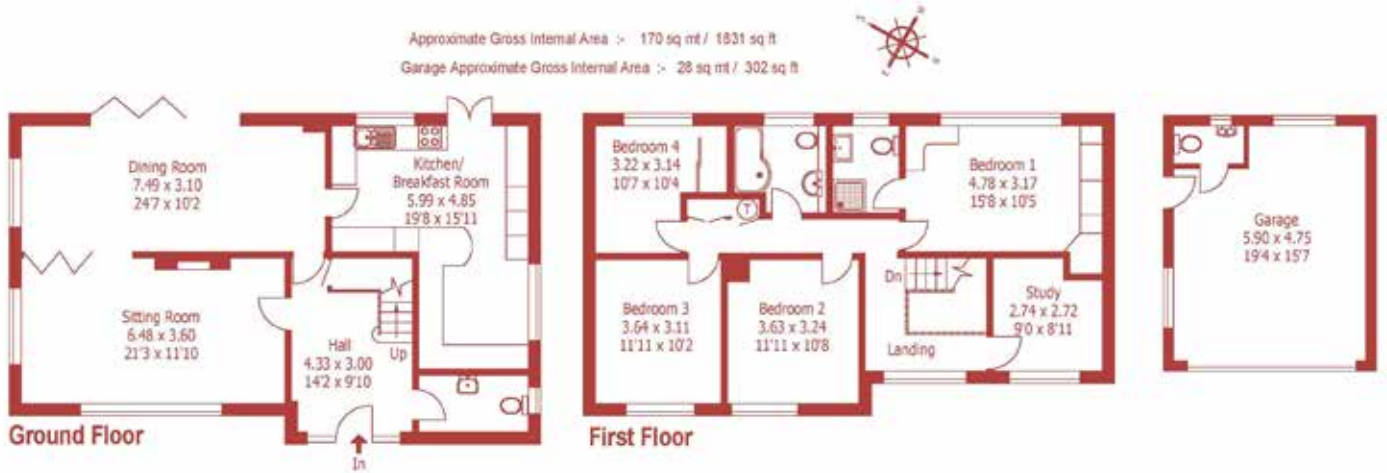 Approximate Gross Internal Area :- 170 sq mt / 1831 sq ft
Garage Approximate Gross Internal Area :- 28 sq mt / 302 sq ft
Dining Room
7.49 x 3.10
24'7 x 10'2
Kitchen/
Breakfast Room
5.99 x 4.85
19'8 x 15'11
Sitting Room
6.48 x 3.60
21'3 x 11'10
Hall
4.33 x 3.00
14'2 x 9'10
Up
In
Ground Floor
Bedroom 4
3.22 x 3.14
10'7 x 10'4
T
Bedroom 1
4.78 x 3.17
15'8 x 10'5
Bedroom 3
3.64 x 3.11
11'11 x 10'2
Bedroom 2
3.63 x 3.24
11'11 x 10'8
Dn
Landing
Study
2.74 x 2.72
9'0 x 8'11
First Floor
Garage
5.90 x 4.75
19'4 x 15'7